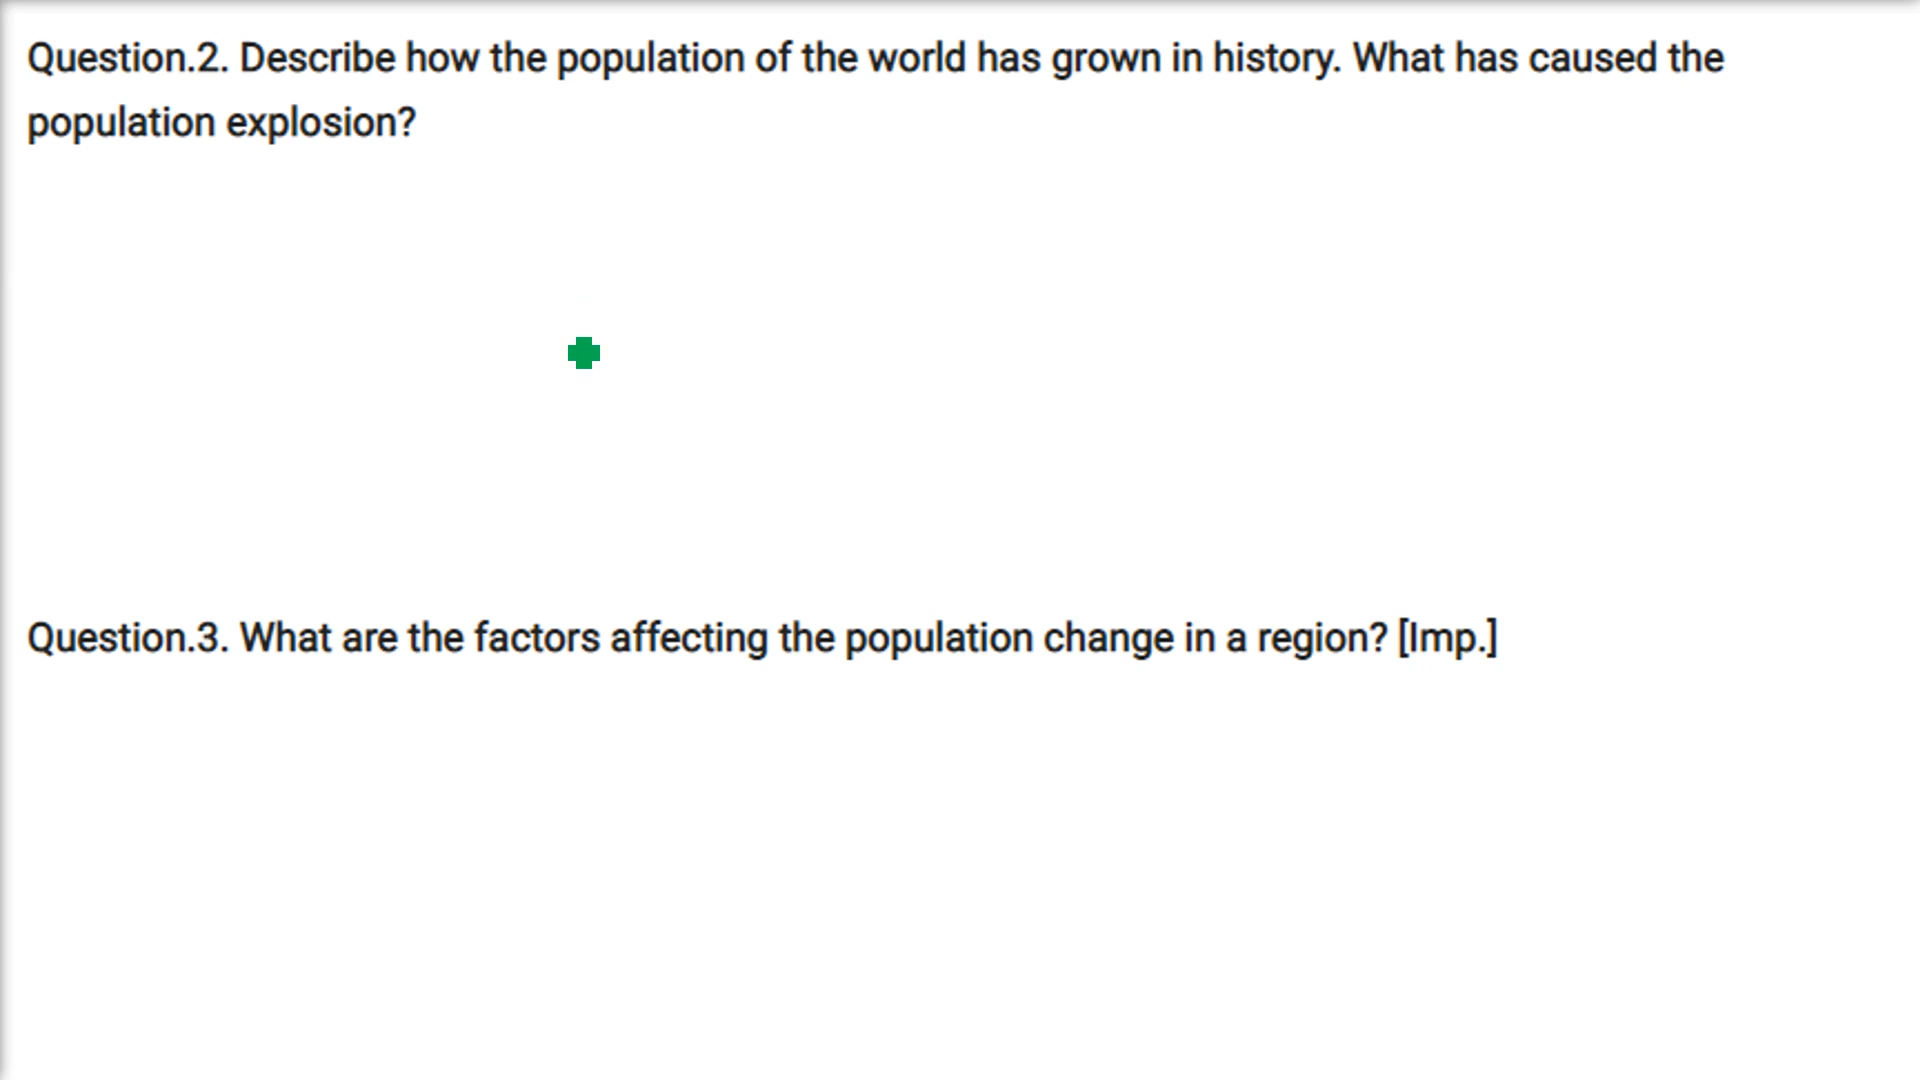 Question.2. Describe how the population of the world has grown in history. What has caused the
population explosion?
Question.3. What are the factors affecting the population change in a region? [Imp.]